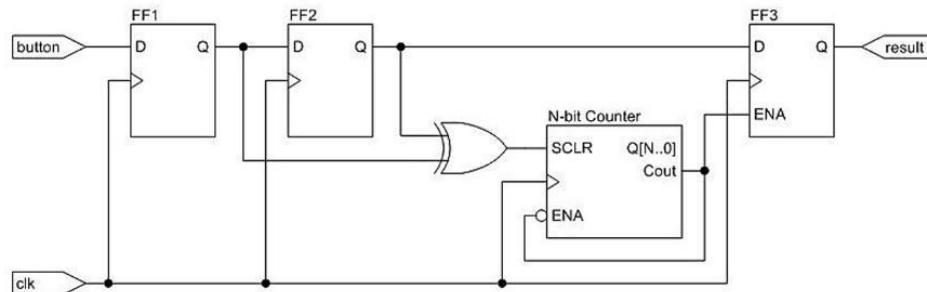 FF1
FF2
FF3
button
D
Q
D
Q
D
Q
result
ENA
N-bit Counter
SCLR
Q[N..0]
Cout
ENA
clk